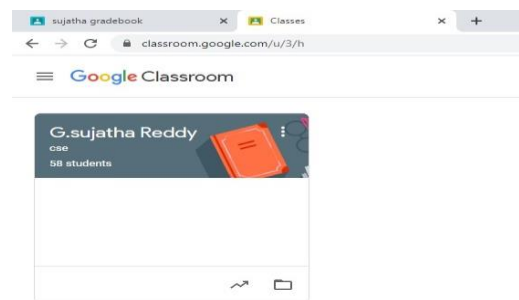 sujatha gradebook
Classes
classroom.google.com/u/3/h
Google Classroom
G.sujatha Reddy
cse
58 students